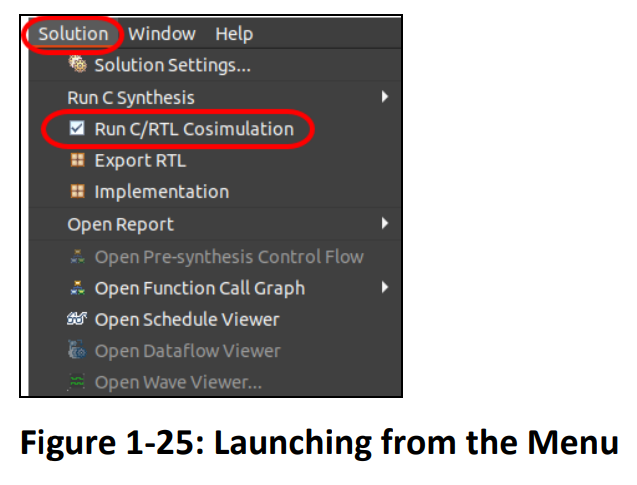 Solution Window Help
Solution Settings...
Run C Synthesis
Run C/RTL Cosimulation
Export RTL
Implementation
Open Report
Open Pre-synthesis Control Flow
Open Function Call Graph
Open Schedule Viewer
Open Dataflow Viewer
Open Wave Viewer...
Figure 1-25: Launching from the Menu